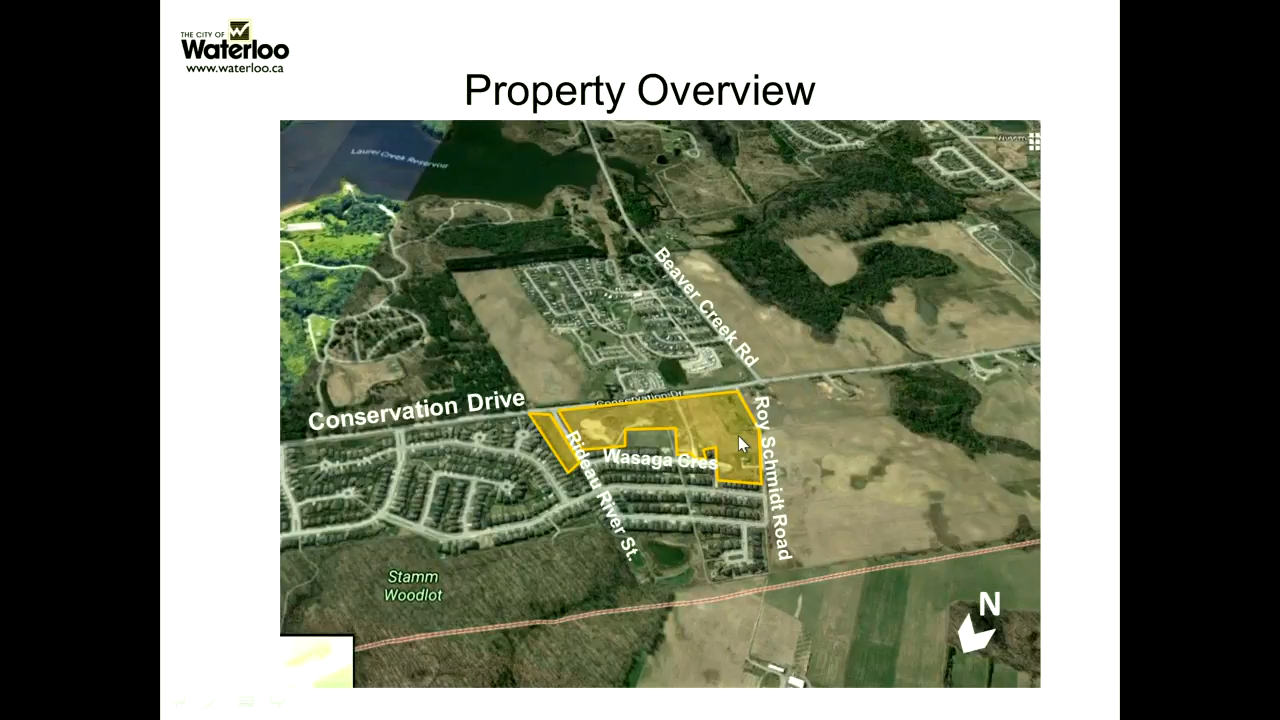 THE CITY OF
Waterloo
www.waterloo.ca
Property Overview
Laurel Creek Reservoir
Beaver Creek Rd
Conservation Drive
Conservation Dr
Roy Schmidt Road
Rideau River St.
Wasaga Cres
Stamm
Woodlot
N